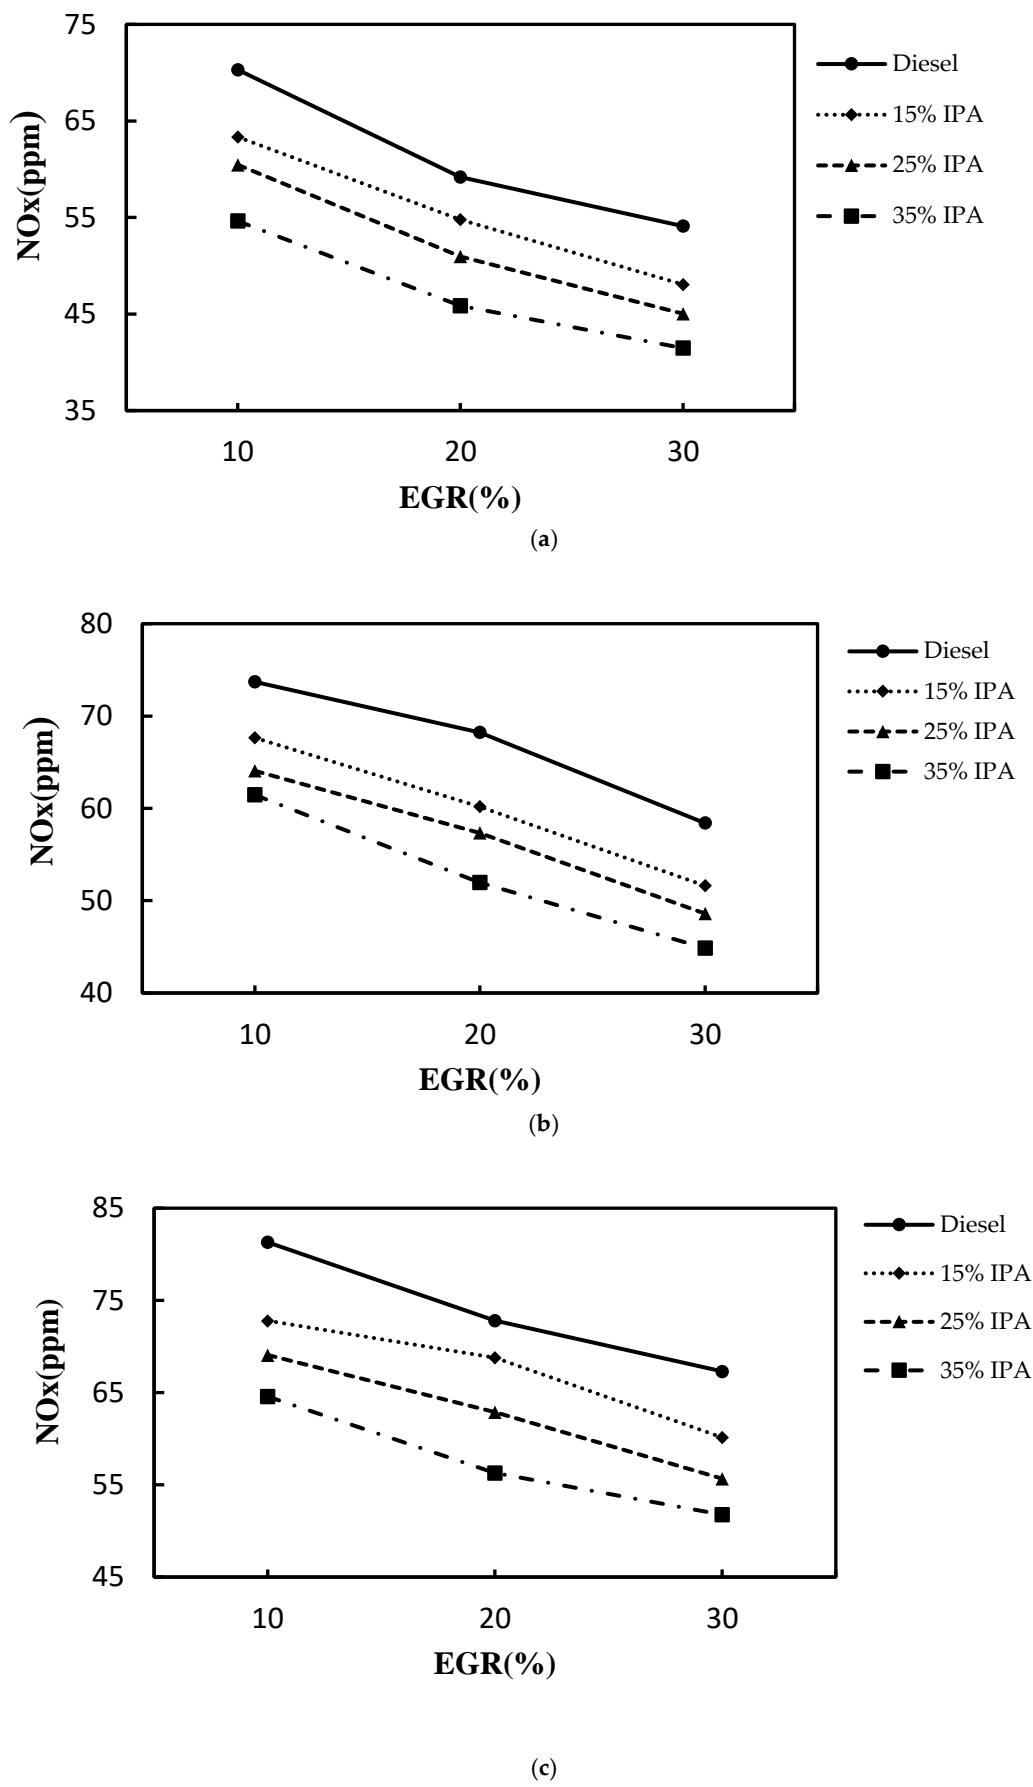 75
65
55
45
35
NOx(ppm)
10 20 30
EGR(%)
Diesel
15% IPA
25% IPA
35% IPA
(a)
80
70
60
50
40
NOx(ppm)
10 20 30
EGR(%)
Diesel
15% IPA
25% IPA
35% IPA
(b)
85
75
65
55
45
NOx(ppm)
10 20 30
EGR(%)
Diesel
15% IPA
25% IPA
35% IPA
(c)